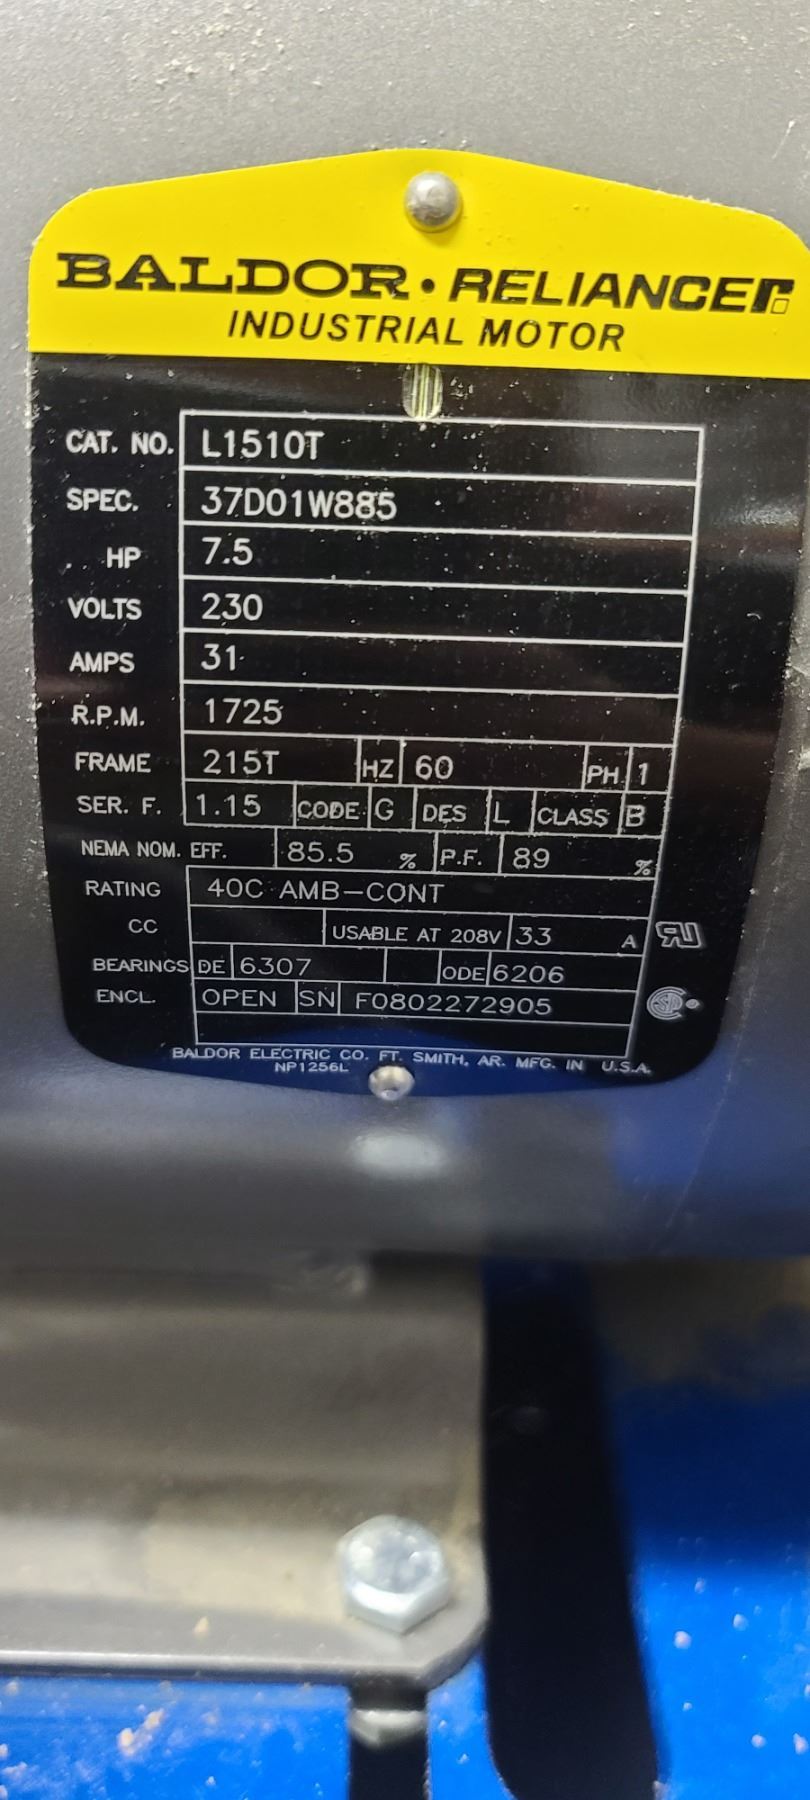 BALDOR • RELIANCER
INDUSTRIAL MOTOR
CAT. NO. L1510T
SPEC. 37D01W885
HP 7.5
VOLTS 230
AMPS 31
R.P.M. 1725
FRAME 215T HZ 60 PH 1
SER. F. 1.15 CODE G DES L CLASS B
NEMA NOM. EFF. 85.5 % P.F. 89 %
RATING 40C AMB-CONT
CC USABLE AT 208V 33 A
BEARINGS DE 6307 ODE 6206
ENCL. OPEN SN F0802272905
BALDOR ELECTRIC CO. FT. SMITH, AR. MFG. IN U.S.A.
NP1256L